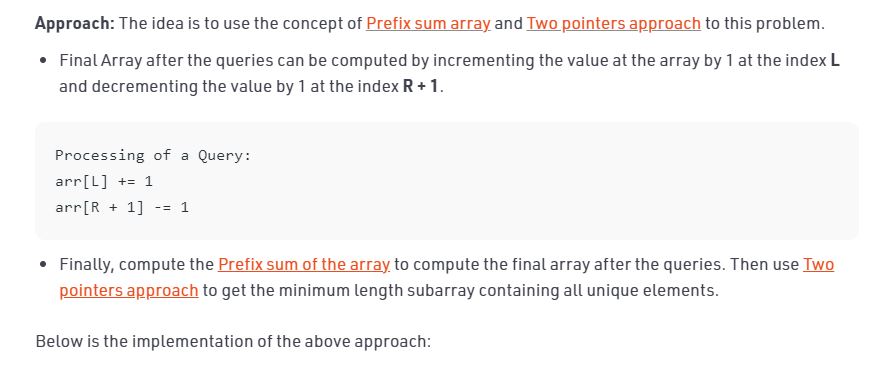 Approach: The idea is to use the concept of Prefix sum array and Two pointers approach to this problem.
• Final Array after the queries can be computed by incrementing the value at the array by 1 at the index L
and decrementing the value by 1 at the index R + 1.
Processing of a Query:
arr[L] += 1
arr[R + 1] -= 1
• Finally, compute the Prefix sum of the array to compute the final array after the queries. Then use Two
pointers approach to get the minimum length subarray containing all unique elements.
Below is the implementation of the above approach: